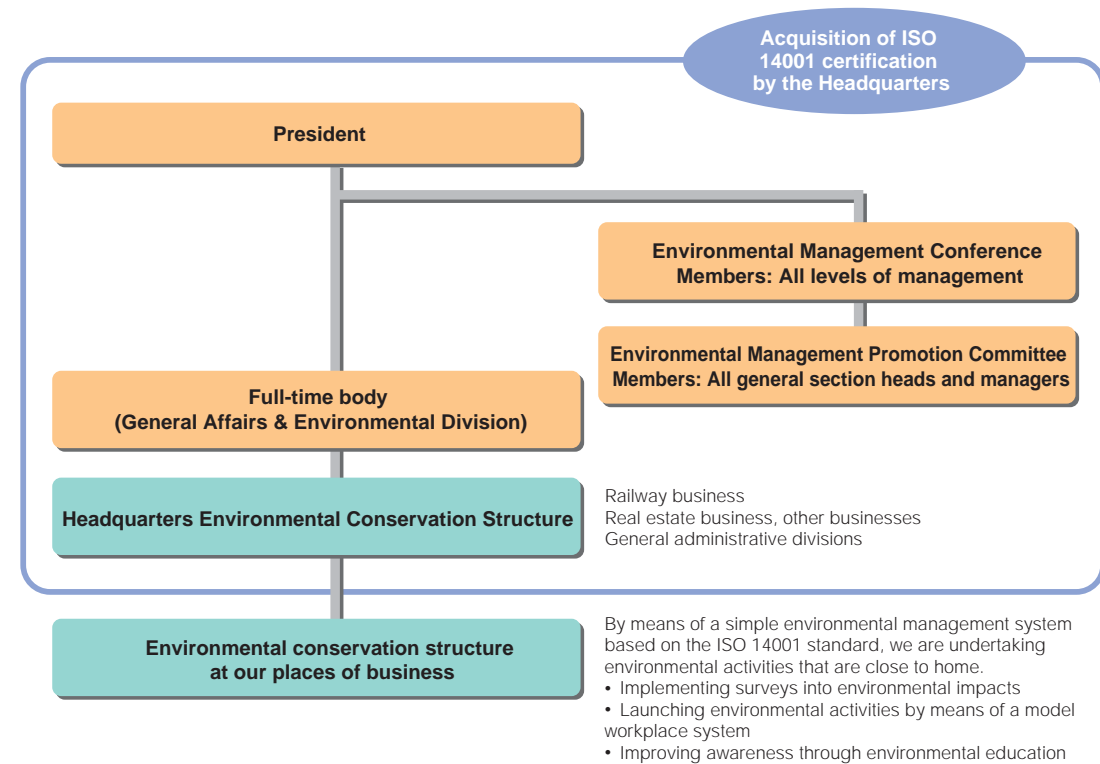 Acquisition of ISO
14001 certification
by the Headquarters
President
Environmental Management Conference
Members: All levels of management
Environmental Management Promotion Committee
Members: All general section heads and managers
Full-time body
(General Affairs & Environmental Division)
Headquarters Environmental Conservation Structure
Railway business
Real estate business, other businesses
General administrative divisions
Environmental conservation structure
at our places of business
By means of a simple environmental management system
based on the ISO 14001 standard, we are undertaking
environmental activities that are close to home.
• Implementing surveys into environmental impacts
• Launching environmental activities by means of a model
workplace system
• Improving awareness through environmental education